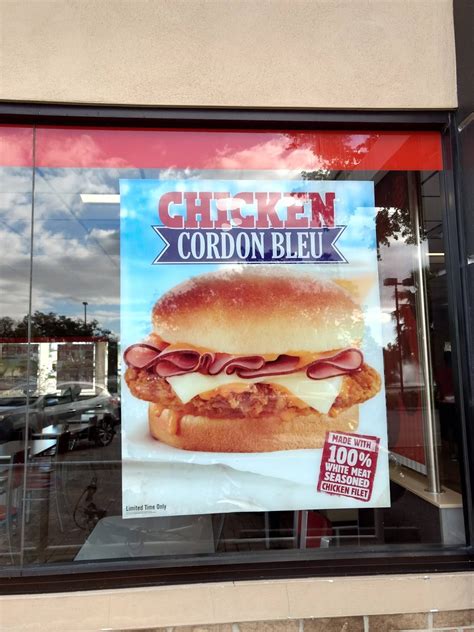 CHICKEN
CORDON BLEU
MADE WITH
100%
WHITE MEAT
SEASONED
CHICKEN FILET
Limited Time Only